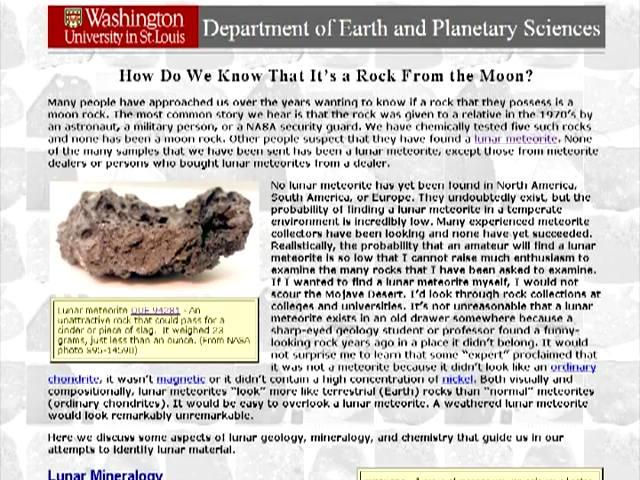 Washington
University in St. Louis
Department of Earth and Planetary Sciences
How Do We Know That It's a Rock From the Moon?
Many people have approached us over the years wanting to know if a rock that they possess is a
moon rock. The most common story we hear is that the rock was given to a relative in the 1970's by
an astronaut, a military person, or a NASA security guard. We have chemically tested five such rocks
and none has been a moon rock. Other people suspect that they have found a lunar meteorite. None
of the many samples that we have been sent has been a lunar meteorite, except those from meteorite
dealers or persons who bought lunar meteorites from a dealer.
No lunar meteorite has yet been found in North America,
South America, or Europe. They undoubtedly exist, but the
probability of finding a lunar meteorite in a temperate
environment is incredibly low. Many experienced meteorite
collectors have been looking and none have yet succeeded.
Realistically, the probability that an amateur will find a lunar
meteorite is so low that I cannot raise much enthusiasm to
examine the many rocks that I have been asked to examine.
If I wanted to find a lunar meteorite myself, I would not
scour the Mojave Desert. I'd look through rock collections at
colleges and universities. It's not unreasonable that a lunar
meteorite exists in an old drawer somewhere because a
sharp-eyed geology student or professor found a funny-
looking rock years ago in a place it didn't belong. It would
not surprise me to learn that some "expert" proclaimed that
it was not a meteorite because it didn't look like an ordinary
chondrite, it wasn't magnetic or it didn't contain a high concentration of nickel. Both visually and
compositionally, lunar meteorites "look" more like terrestrial (Earth) rocks than "normal" meteorites
(ordinary chondrites). It would be easy to overlook a lunar meteorite. A weathered lunar meteorite
would look remarkably unremarkable.
Lunar meteorite QUE 94281 - An
unattractive rock that could pass for a
cinder or piece of slag. It weighed 23
grams, just less than an ounce. (From NASA
photo S95-14590)
Here we discuss some aspects of lunar geology, mineralogy, and chemistry that guide us in our
attempts to identify lunar material.
Lunar Mineralogy